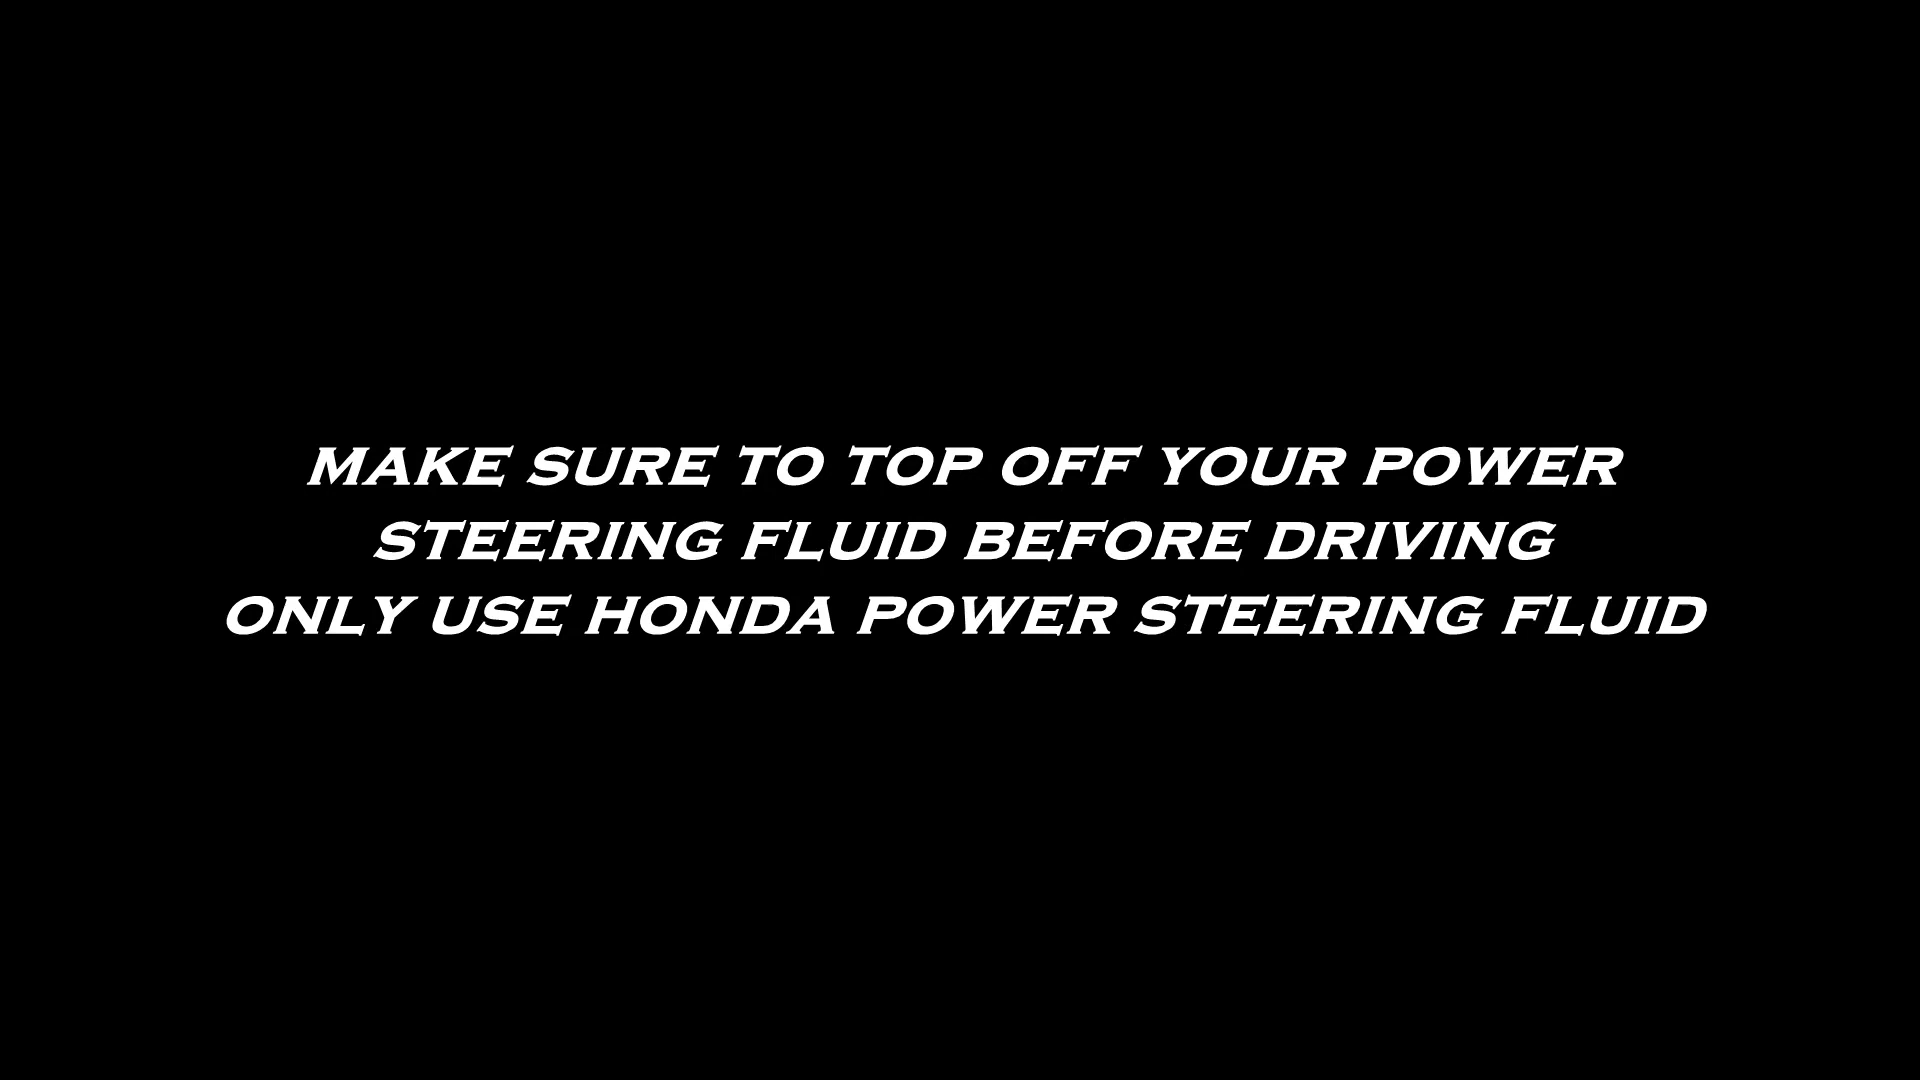 MAKE SURE TO TOP OFF YOUR POWER
STEERING FLUID BEFORE DRIVING
ONLY USE HONDA POWER STEERING FLUID